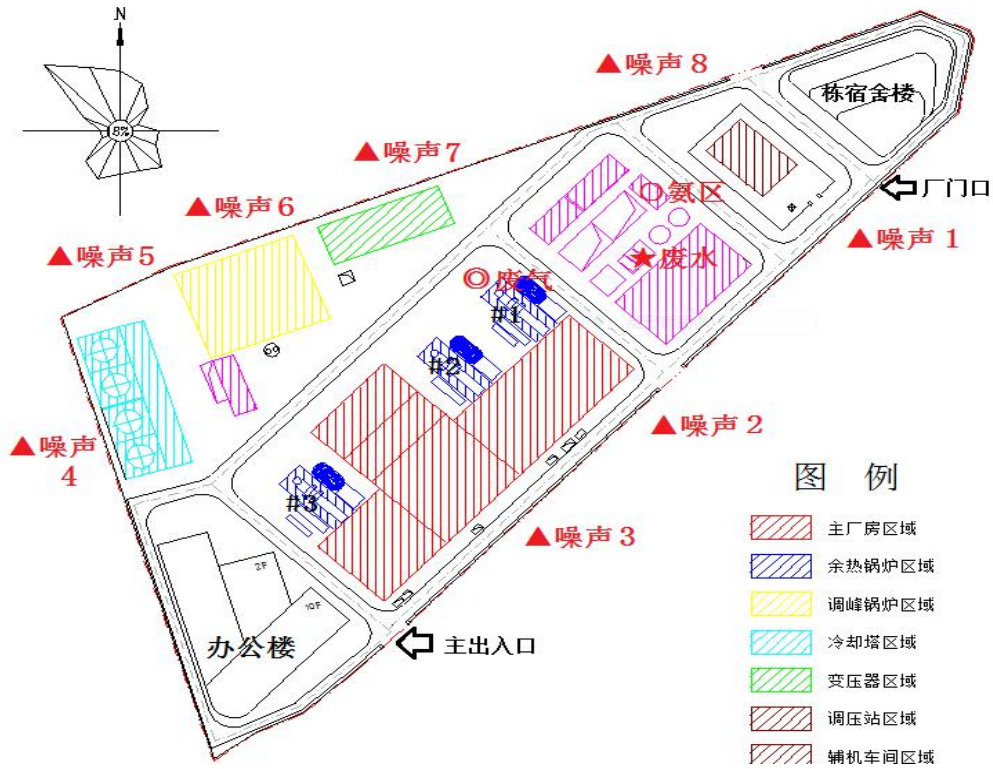 N
8%
▲噪声8
栋宿舍楼
▲噪声7
◎氨区
厂门口
▲噪声6
▲噪声1
▲噪声5
★废水
◎废气
#1
#2
▲噪声
4
▲噪声2
#3
▲噪声3
2F
10F
办公楼
主出入口
图 例
主厂房区域
余热锅炉区域
调峰锅炉区域
冷却塔区域
变压器区域
调压站区域
辅机车间区域